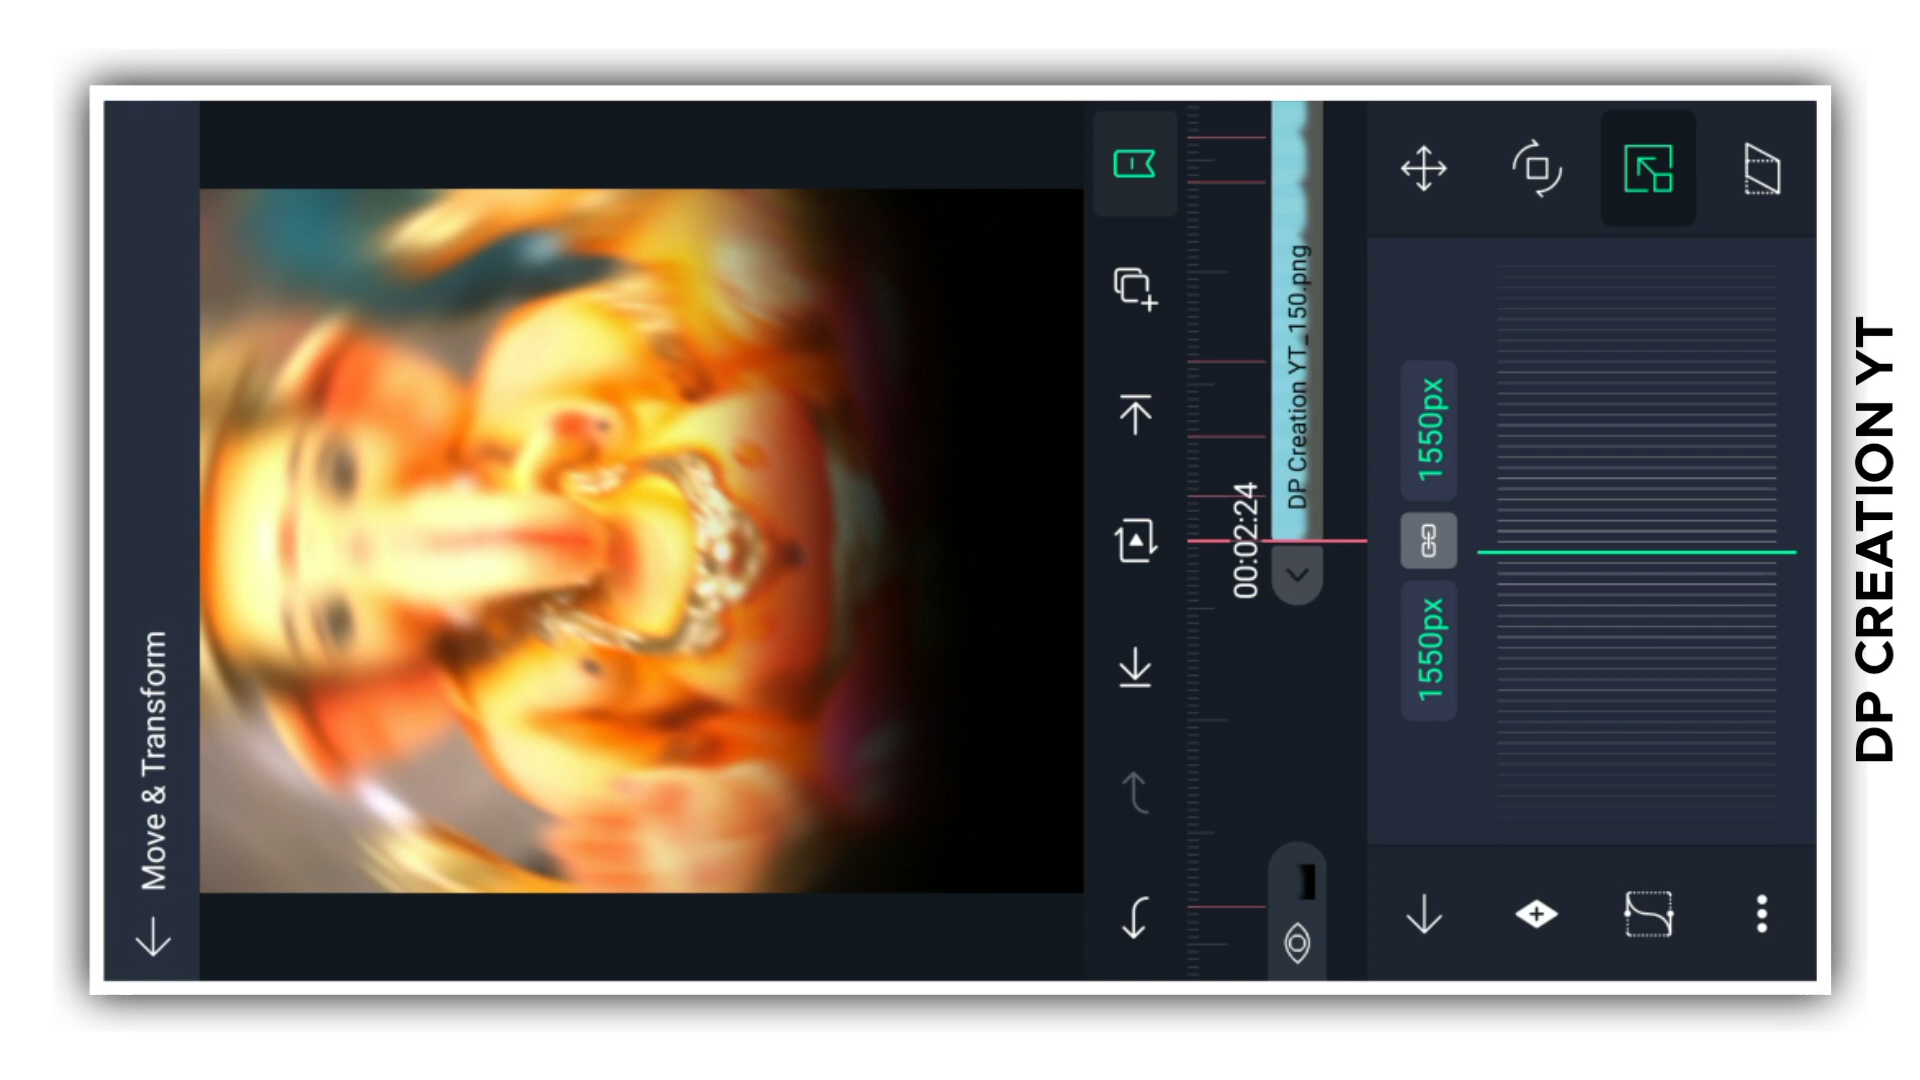 Move & Transform
00:02:24
DP Creation YT_150.png
1550px
1550px
DP CREATION YT